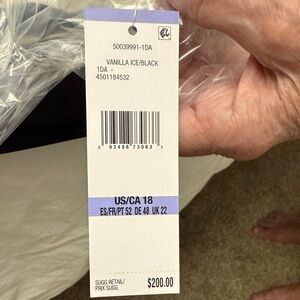 50039991-1DA
VANILLA ICE/BLACK
1DA -
4501184532
0 93488 73063 7
US/CA 18
ES/FR/PT 52 DE 48 UK 22
SUGG RETAIL/
PRIX SUGG
$200.00